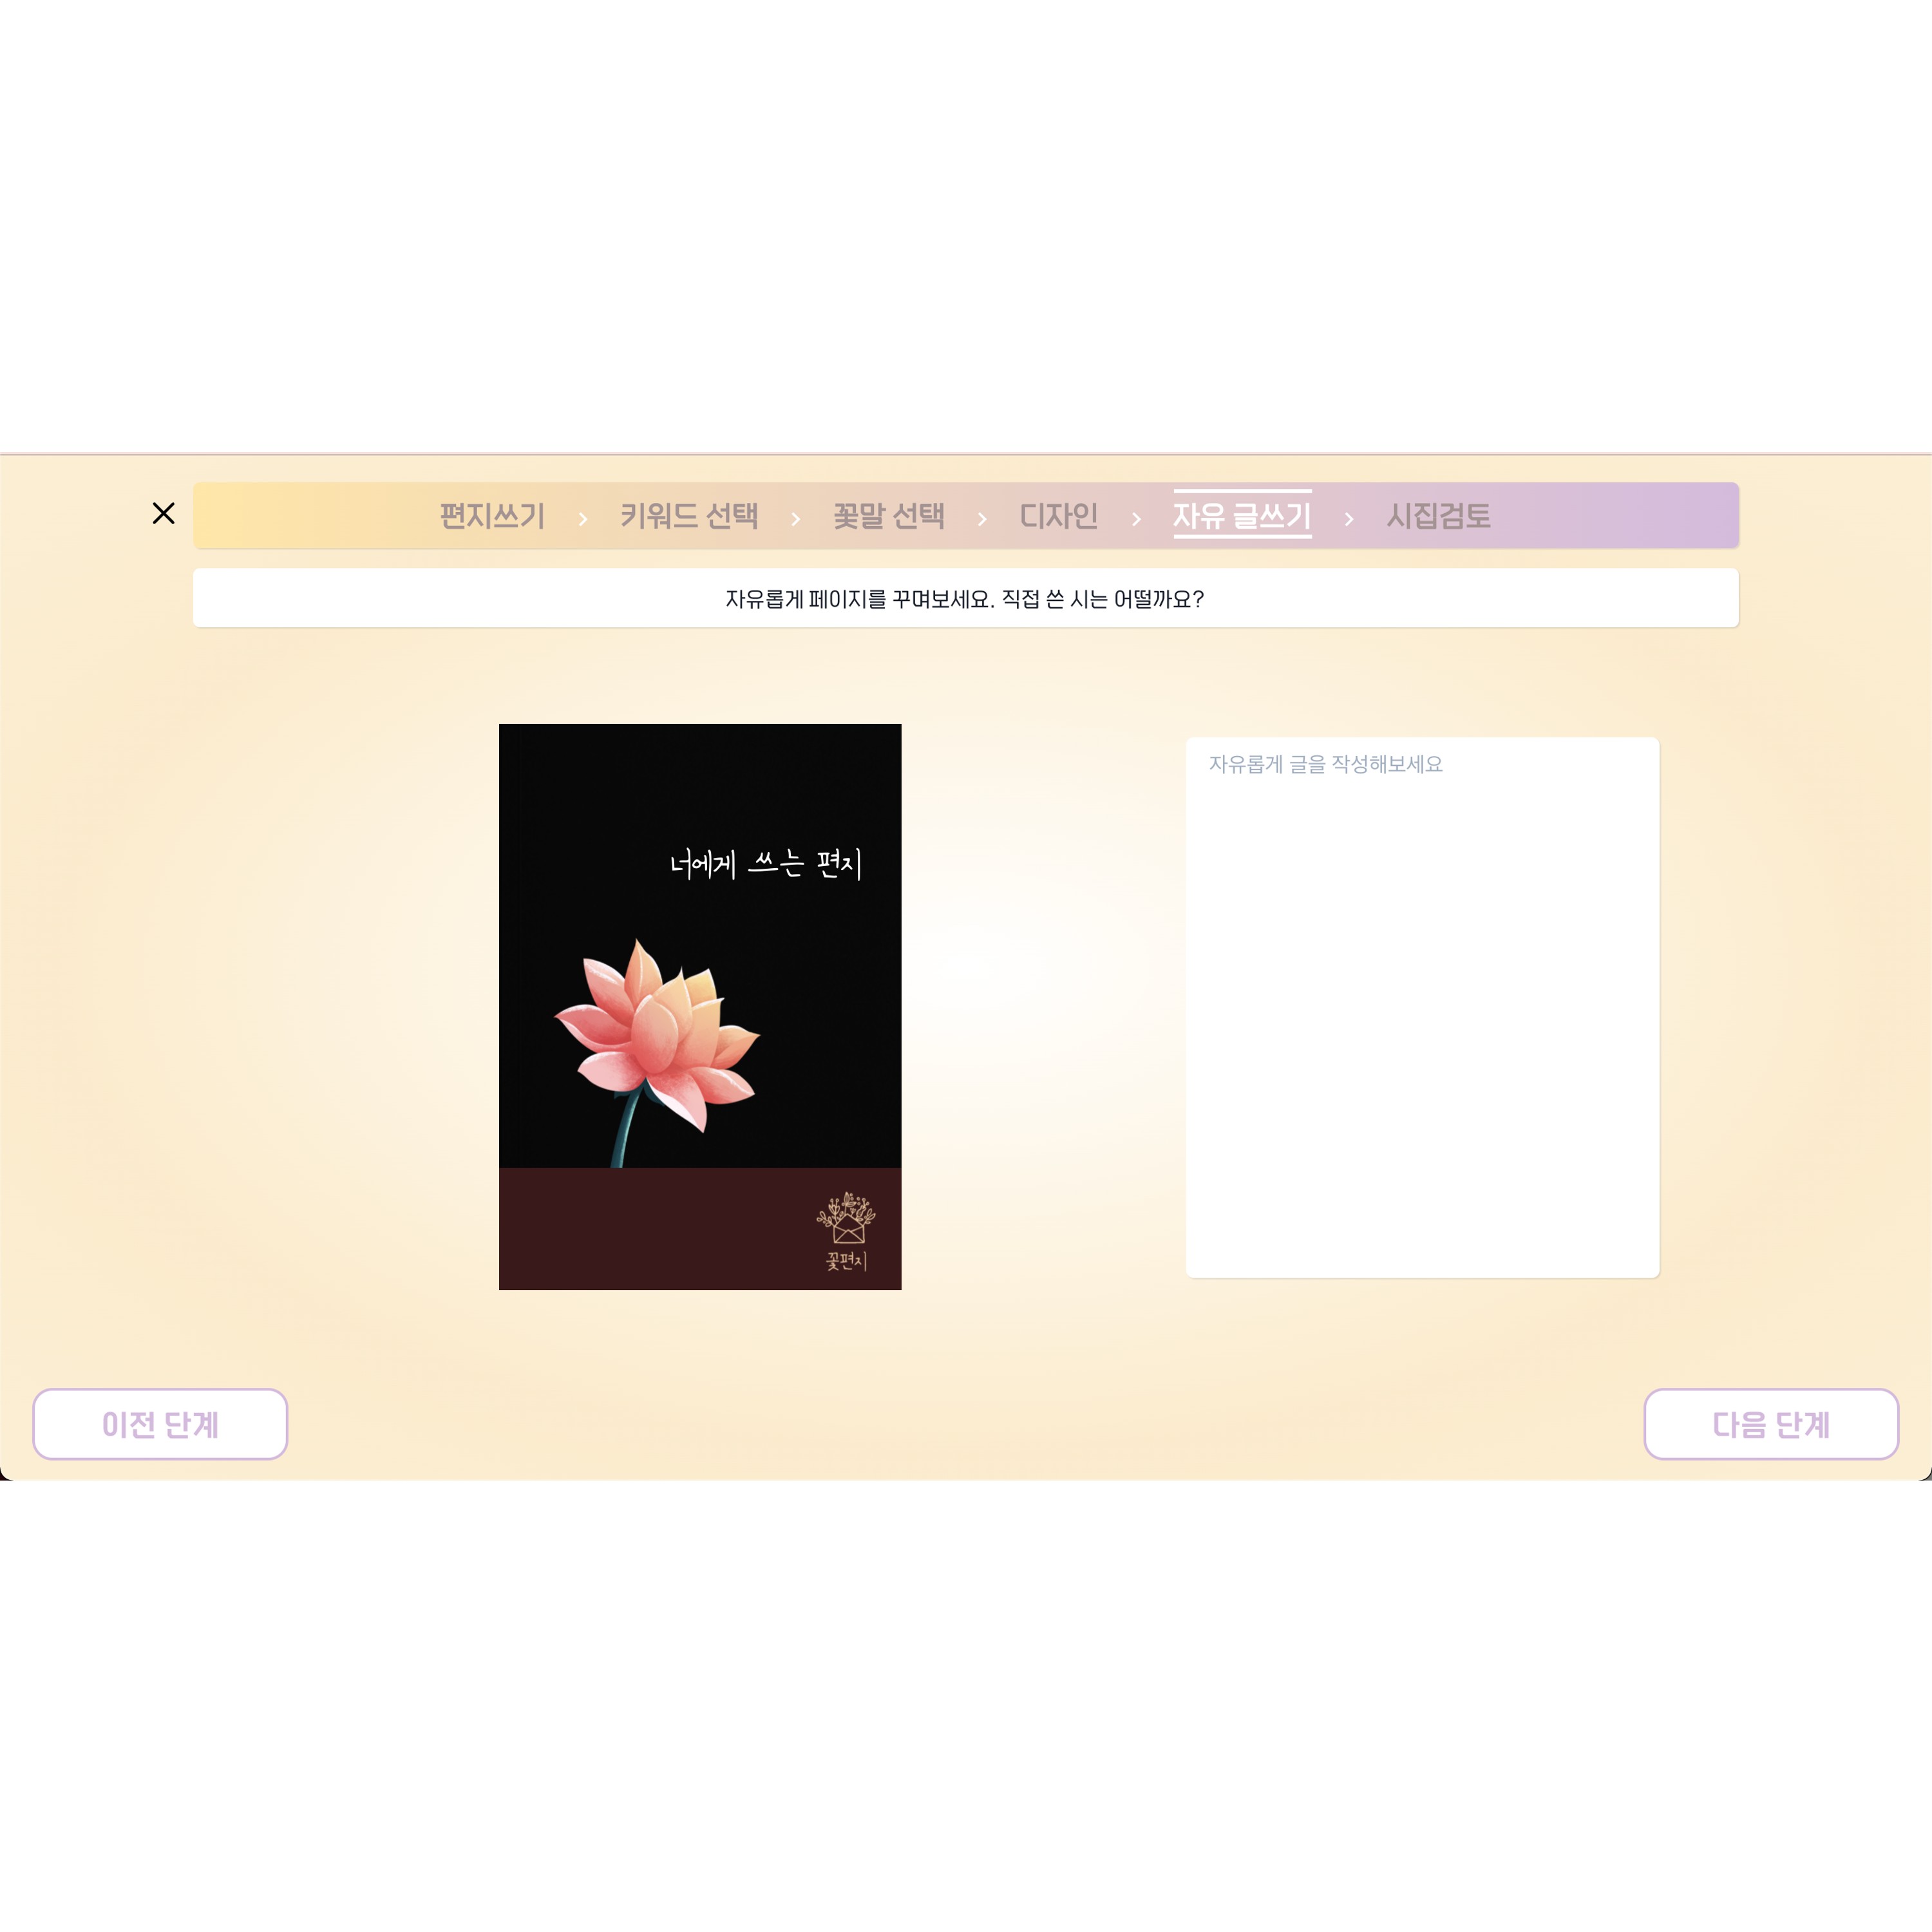 편지쓰기 › 키워드 선택 › 꽃말 선택 › 디자인 › 자유 글쓰기 › 시집검토
자유롭게 페이지를 꾸며보세요. 직접 쓴 시는 어떨까요?
너에게 쓰는 편지
꽃편지
자유롭게 글을 작성해보세요
이전 단계
다음 단계